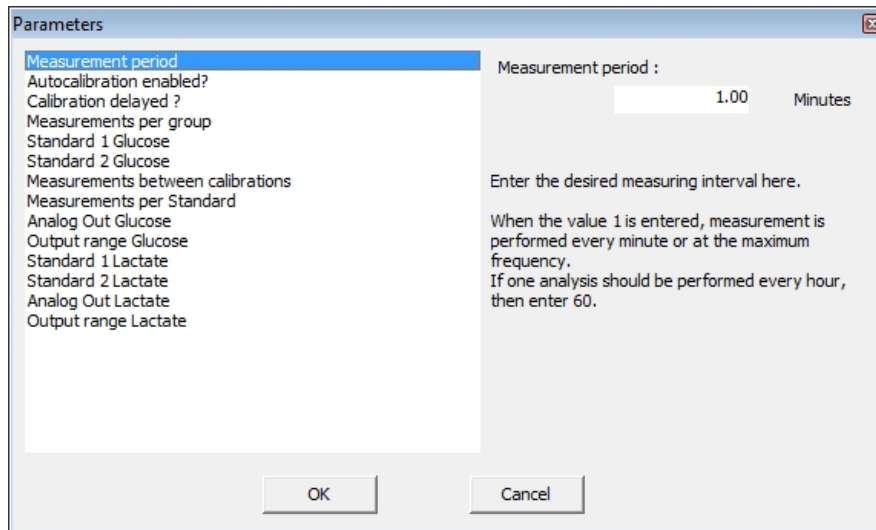 Parameters
Measurement period
Autocalibration enabled?
Calibration delayed ?
Measurements per group
Standard 1 Glucose
Standard 2 Glucose
Measurements between calibrations
Measurements per Standard
Analog Out Glucose
Output range Glucose
Standard 1 Lactate
Standard 2 Lactate
Analog Out Lactate
Output range Lactate
Measurement period :
1.00 Minutes
Enter the desired measuring interval here.
When the value 1 is entered, measurement is
performed every minute or at the maximum
frequency.
If one analysis should be performed every hour,
then enter 60.
OK Cancel